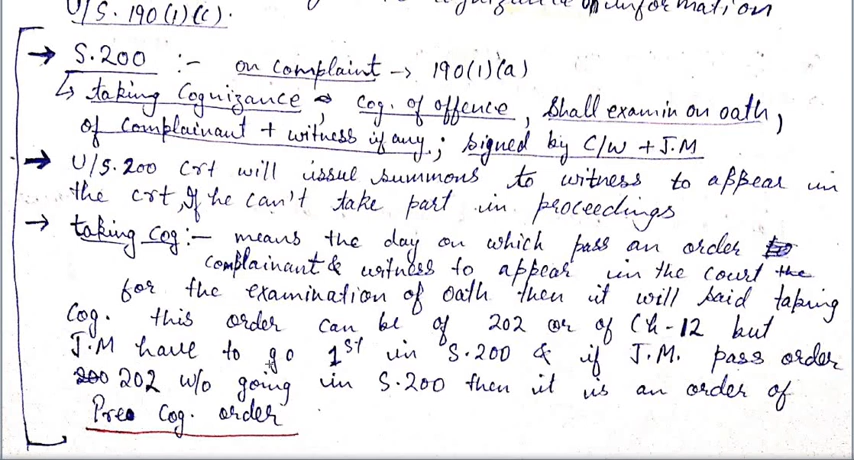 cognizance upon information
U/S. 190(1)(c).
→ S.200 :- on complaint → 190(1)(a)
↳ taking Cognizance → Cog. of offence, shall examin on oath,
of complainant + witness if any.; signed by C/w + J.M
→ U/S.200 Crt will issue summons to witness to appear in
the crt, If he can't take part in proceedings
→ taking Cog :- means the day on which pass an order
complainant & witness to appear in the court the
for the examination of oath then it will said taking
Cog. this order can be of 202 or of Ch-12 but
J.M have to go 1st in S.200 & if J.M. pass order
202 w/o going in S.200 then it is an order of
Pre Cog. order